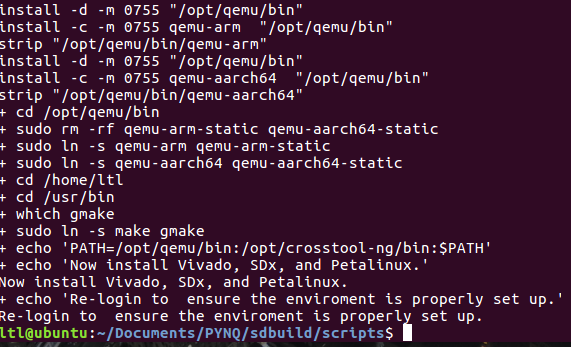 install -d -m 0755 "/opt/qemu/bin"
install -c -m 0755 qemu-arm  "/opt/qemu/bin"
strip "/opt/qemu/bin/qemu-arm"
install -d -m 0755 "/opt/qemu/bin"
install -c -m 0755 qemu-aarch64  "/opt/qemu/bin"
strip "/opt/qemu/bin/qemu-aarch64"
+ cd /opt/qemu/bin
+ sudo rm -rf qemu-arm-static qemu-aarch64-static
+ sudo ln -s qemu-arm qemu-arm-static
+ sudo ln -s qemu-aarch64 qemu-aarch64-static
+ cd /home/ltl
+ cd /usr/bin
+ which gmake
+ sudo ln -s make gmake
+ echo 'PATH=/opt/qemu/bin:/opt/crosstool-ng/bin:$PATH'
+ echo 'Now install Vivado, SDx, and Petalinux.'
Now install Vivado, SDx, and Petalinux.
+ echo 'Re-login to  ensure the enviroment is properly set up.'
Re-login to  ensure the enviroment is properly set up.
ltl@ubuntu:~/Documents/PYNQ/sdbuild/scripts$